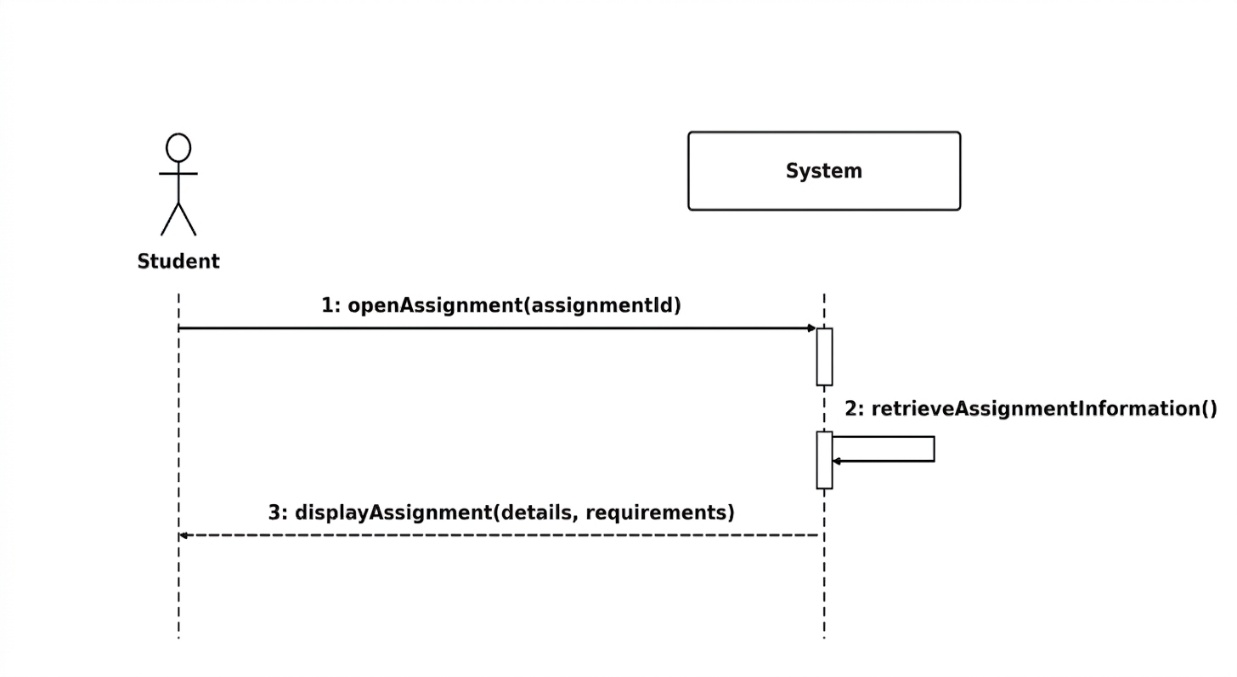 System
Student
1: openAssignment(assignmentId)
2: retrieveAssignmentInformation()
3: displayAssignment(details, requirements)